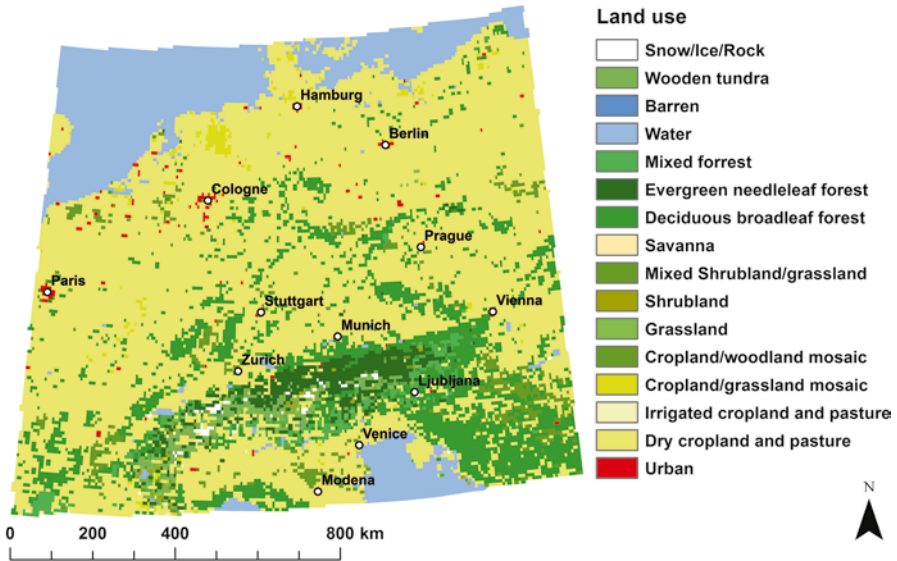 Land use
Snow/Ice/Rock
Wooden tundra
Barren
Water
Mixed forrest
Evergreen needleleaf forest
Deciduous broadleaf forest
Savanna
Mixed Shrubland/grassland
Shrubland
Grassland
Cropland/woodland mosaic
Cropland/grassland mosaic
Irrigated cropland and pasture
Dry cropland and pasture
Urban
Hamburg
Berlin
Cologne
Prague
Paris
Stuttgart
Vienna
Munich
Zurich
Ljubljana
Venice
Modena
N
0 200 400 800 km